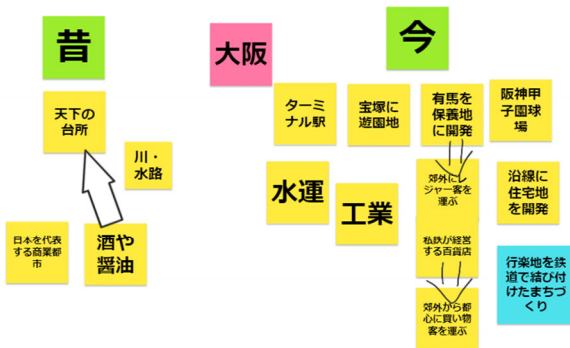 昔
大阪
今
天下の
台所
川・
水路
日本を代表
する商業都
市
酒や
醤油
ターミ
ナル駅
宝塚に
遊園地
有馬を
保養地
に開発
阪神甲
子園球
場
水運
工業
郊外にレ
ジャー客を
運ぶ
沿線に
住宅地
を開発
私鉄が経営
する百貨店
郊外から都
心に買い物
客を運ぶ
行楽地を鉄
道で結び付
けたまちづ
くり